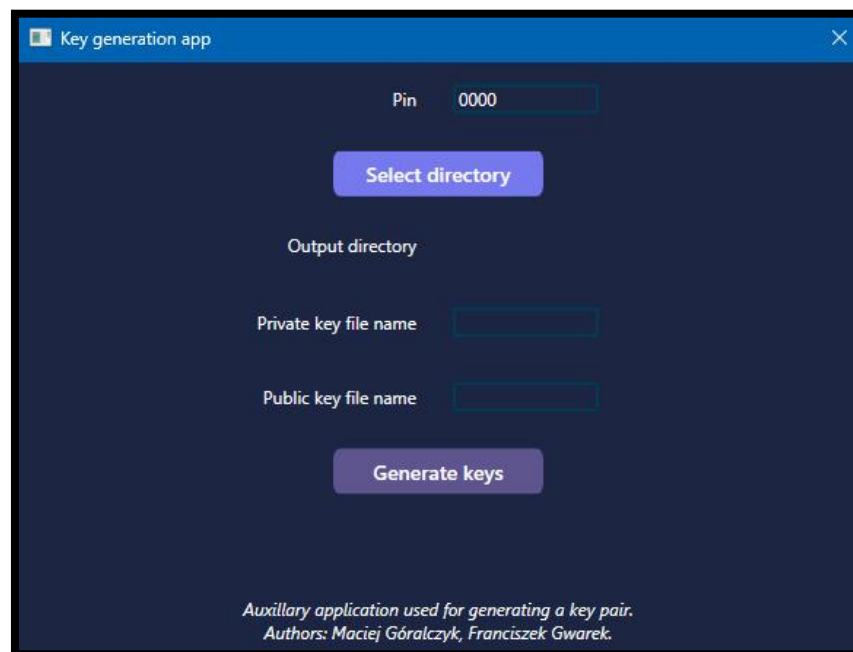 Key generation app
Pin 0000
Select directory
Output directory
Private key file name
Public key file name
Generate keys
Auxillary application used for generating a key pair.
Authors: Maciej Góralczyk, Franciszek Gwarek.